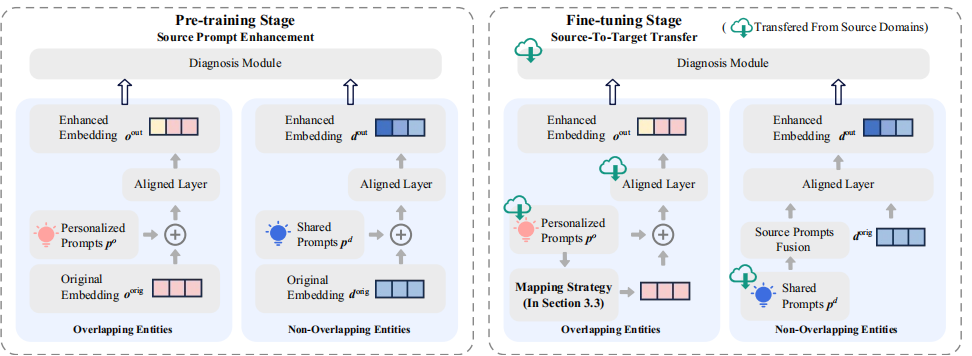 Pre-training Stage
Source Prompt Enhancement
Diagnosis Module
Enhanced
Embedding o^out
Aligned Layer
Personalized
Prompts p^o
Original
Embedding o^orig
Overlapping Entities
Enhanced
Embedding d^out
Aligned Layer
Shared
Prompts p^d
Original
Embedding d^orig
Non-Overlapping Entities
Fine-tuning Stage
Source-To-Target Transfer
( Transfered From Source Domains)
Diagnosis Module
Enhanced
Embedding o^out
Aligned Layer
Personalized
Prompts p^o
Mapping Strategy
(In Section 3.3)
Overlapping Entities
Enhanced
Embedding d^out
Aligned Layer
Source Prompts
Fusion
d^orig
Shared
Prompts p^d
Non-Overlapping Entities